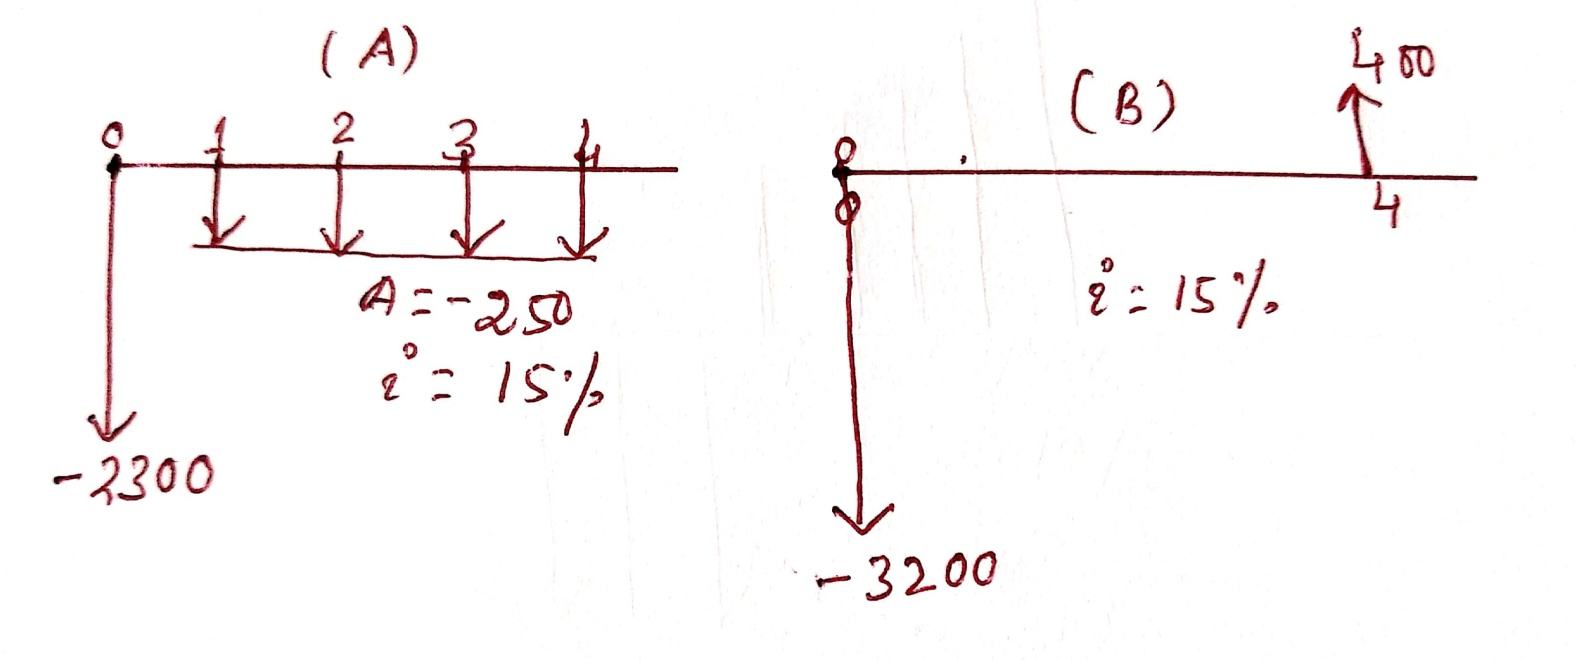 (A)
0 1 2 3 4
A = -250
i = 15%
-2300
(B)
400
0
4
i = 15%
-3200